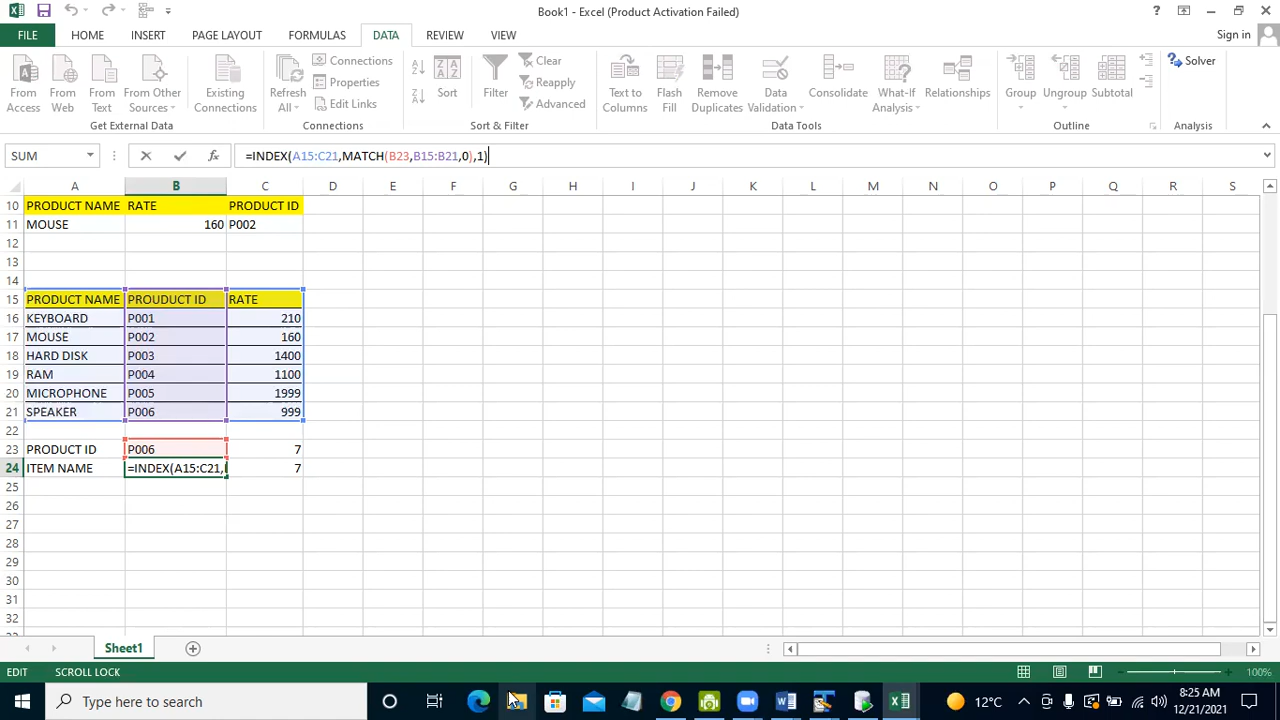 Book1 - Excel (Product Activation Failed)
?
FILE HOME INSERT PAGE LAYOUT FORMULAS DATA REVIEW VIEW Sign in
From Access
From Web
From Text
From Other Sources
Existing Connections
Refresh All
Connections
Properties
Edit Links
Sort
Filter
Clear
Reapply
Advanced
Text to Columns
Flash Fill
Remove Duplicates
Data Validation
Consolidate
What-If Analysis
Relationships
Group
Ungroup
Subtotal
Solver
Get External Data Connections Sort & Filter Data Tools Outline
SUM =INDEX(A15:C21,MATCH(B23,B15:B21,0),1)
A B C D E F G H I J K L M N O P Q R S
10 PRODUCT NAME RATE PRODUCT ID
11 MOUSE 160 P002
12
13
14
15 PRODUCT NAME PROUDUCT ID RATE
16 KEYBOARD P001 210
17 MOUSE P002 160
18 HARD DISK P003 1400
19 RAM P004 1100
20 MICROPHONE P005 1999
21 SPEAKER P006 999
22
23 PRODUCT ID P006 7
24 ITEM NAME =INDEX(A15:C21, 7
25
26
27
28
29
30
31
32
Sheet1
EDIT SCROLL LOCK 100%
Type here to search 12°C 8:25 AM
12/21/2021